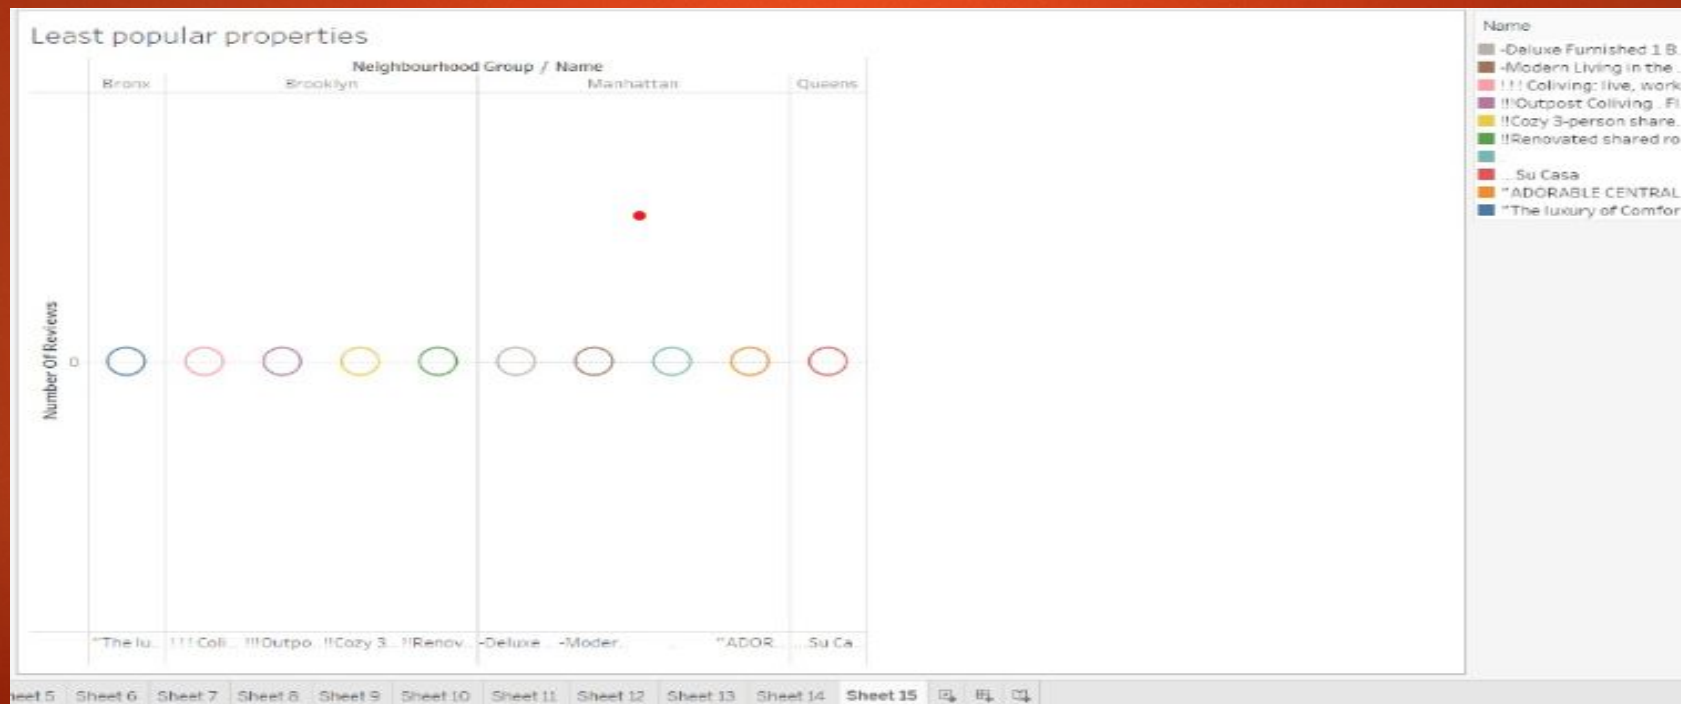 Least popular properties
Neighbourhood Group / Name
Bronx Brooklyn Manhattan Queens
Number Of Reviews
0
"The lu.. ! ! ! Coli.. !!!Outpo.. !!Cozy 3.. !!Renov.. -Deluxe .. -Moder.. .. "ADOR.. ...Su Ca..
Name
-Deluxe Furnished 1 B..
-Modern Living in the ..
! ! ! Coliving: live, work
!!!Outpost Coliving . Fl
!!Cozy 3-person share..
!!Renovated shared ro
...Su Casa
"ADORABLE CENTRAL
"The luxury of Comfor
heet 5 Sheet 6 Sheet 7 Sheet 8 Sheet 9 Sheet 10 Sheet 11 Sheet 12 Sheet 13 Sheet 14 Sheet 15